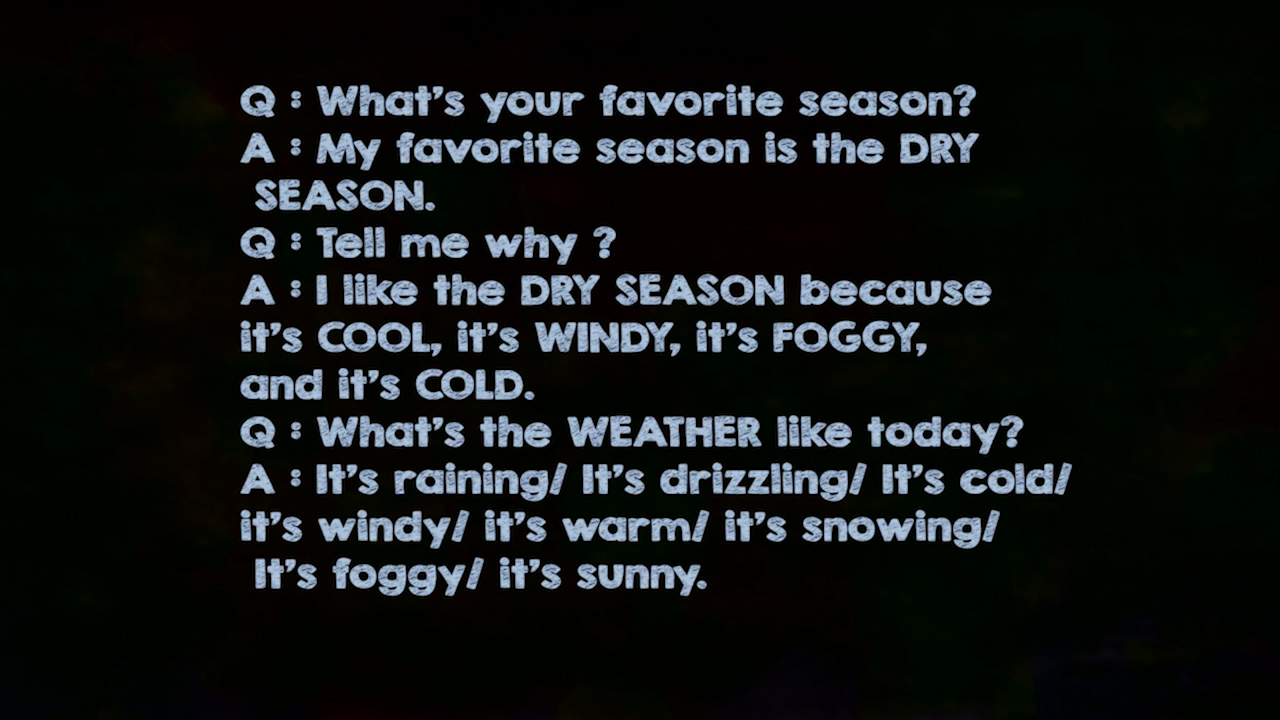 Q : What's your favorite season?
A : My favorite season is the DRY
SEASON.
Q : Tell me why ?
A : I like the DRY SEASON because
it's COOL, it's WINDY, it's FOGGY,
and it's COLD.
Q : What's the WEATHER like today?
A : It's raining/ It's drizzling/ It's cold/
it's windy/ it's warm/ it's snowing/
It's foggy/ it's sunny.